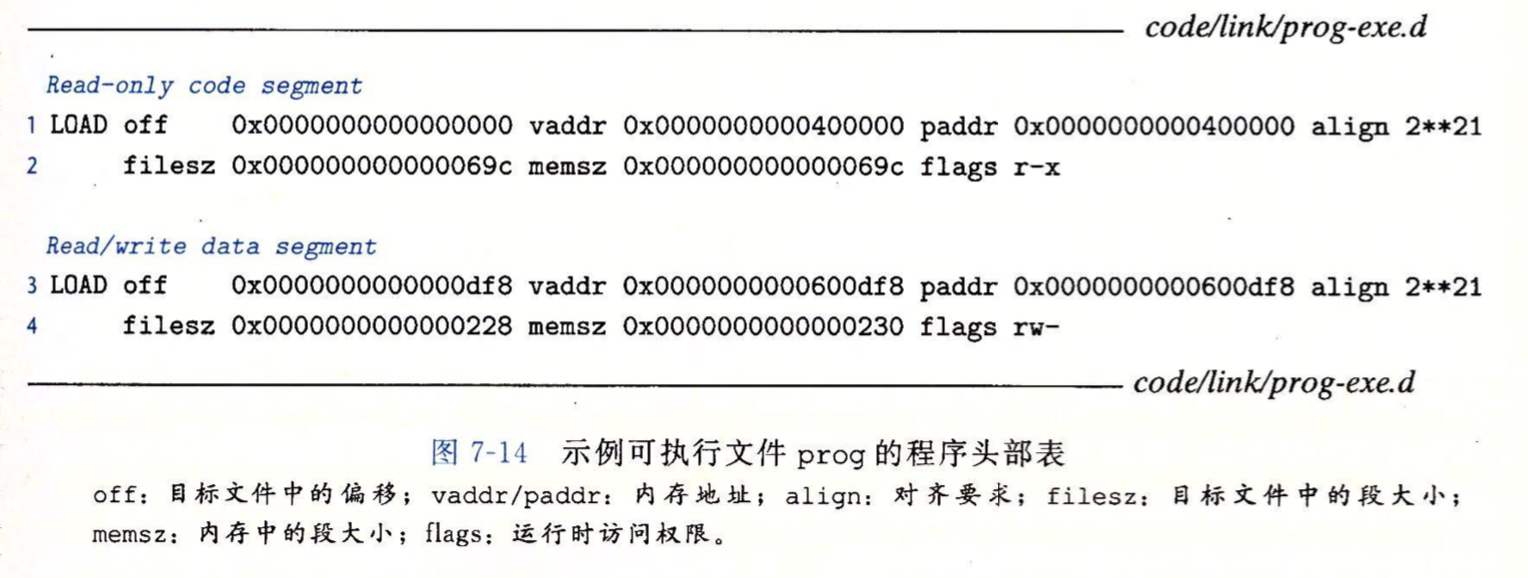 code/link/prog-exe.d
Read-only code segment
1 LOAD off 0x0000000000000000 vaddr 0x0000000000400000 paddr 0x0000000000400000 align 2**21
2 filesz 0x000000000000069c memsz 0x000000000000069c flags r-x
Read/write data segment
3 LOAD off 0x0000000000000df8 vaddr 0x0000000000600df8 paddr 0x0000000000600df8 align 2**21
4 filesz 0x0000000000000228 memsz 0x0000000000000230 flags rw-
code/link/prog-exe.d
图 7-14 示例可执行文件 prog 的程序头部表
off：目标文件中的偏移；vaddr/paddr：内存地址；align：对齐要求；filesz：目标文件中的段大小；
memsz：内存中的段大小；flags：运行时访问权限。